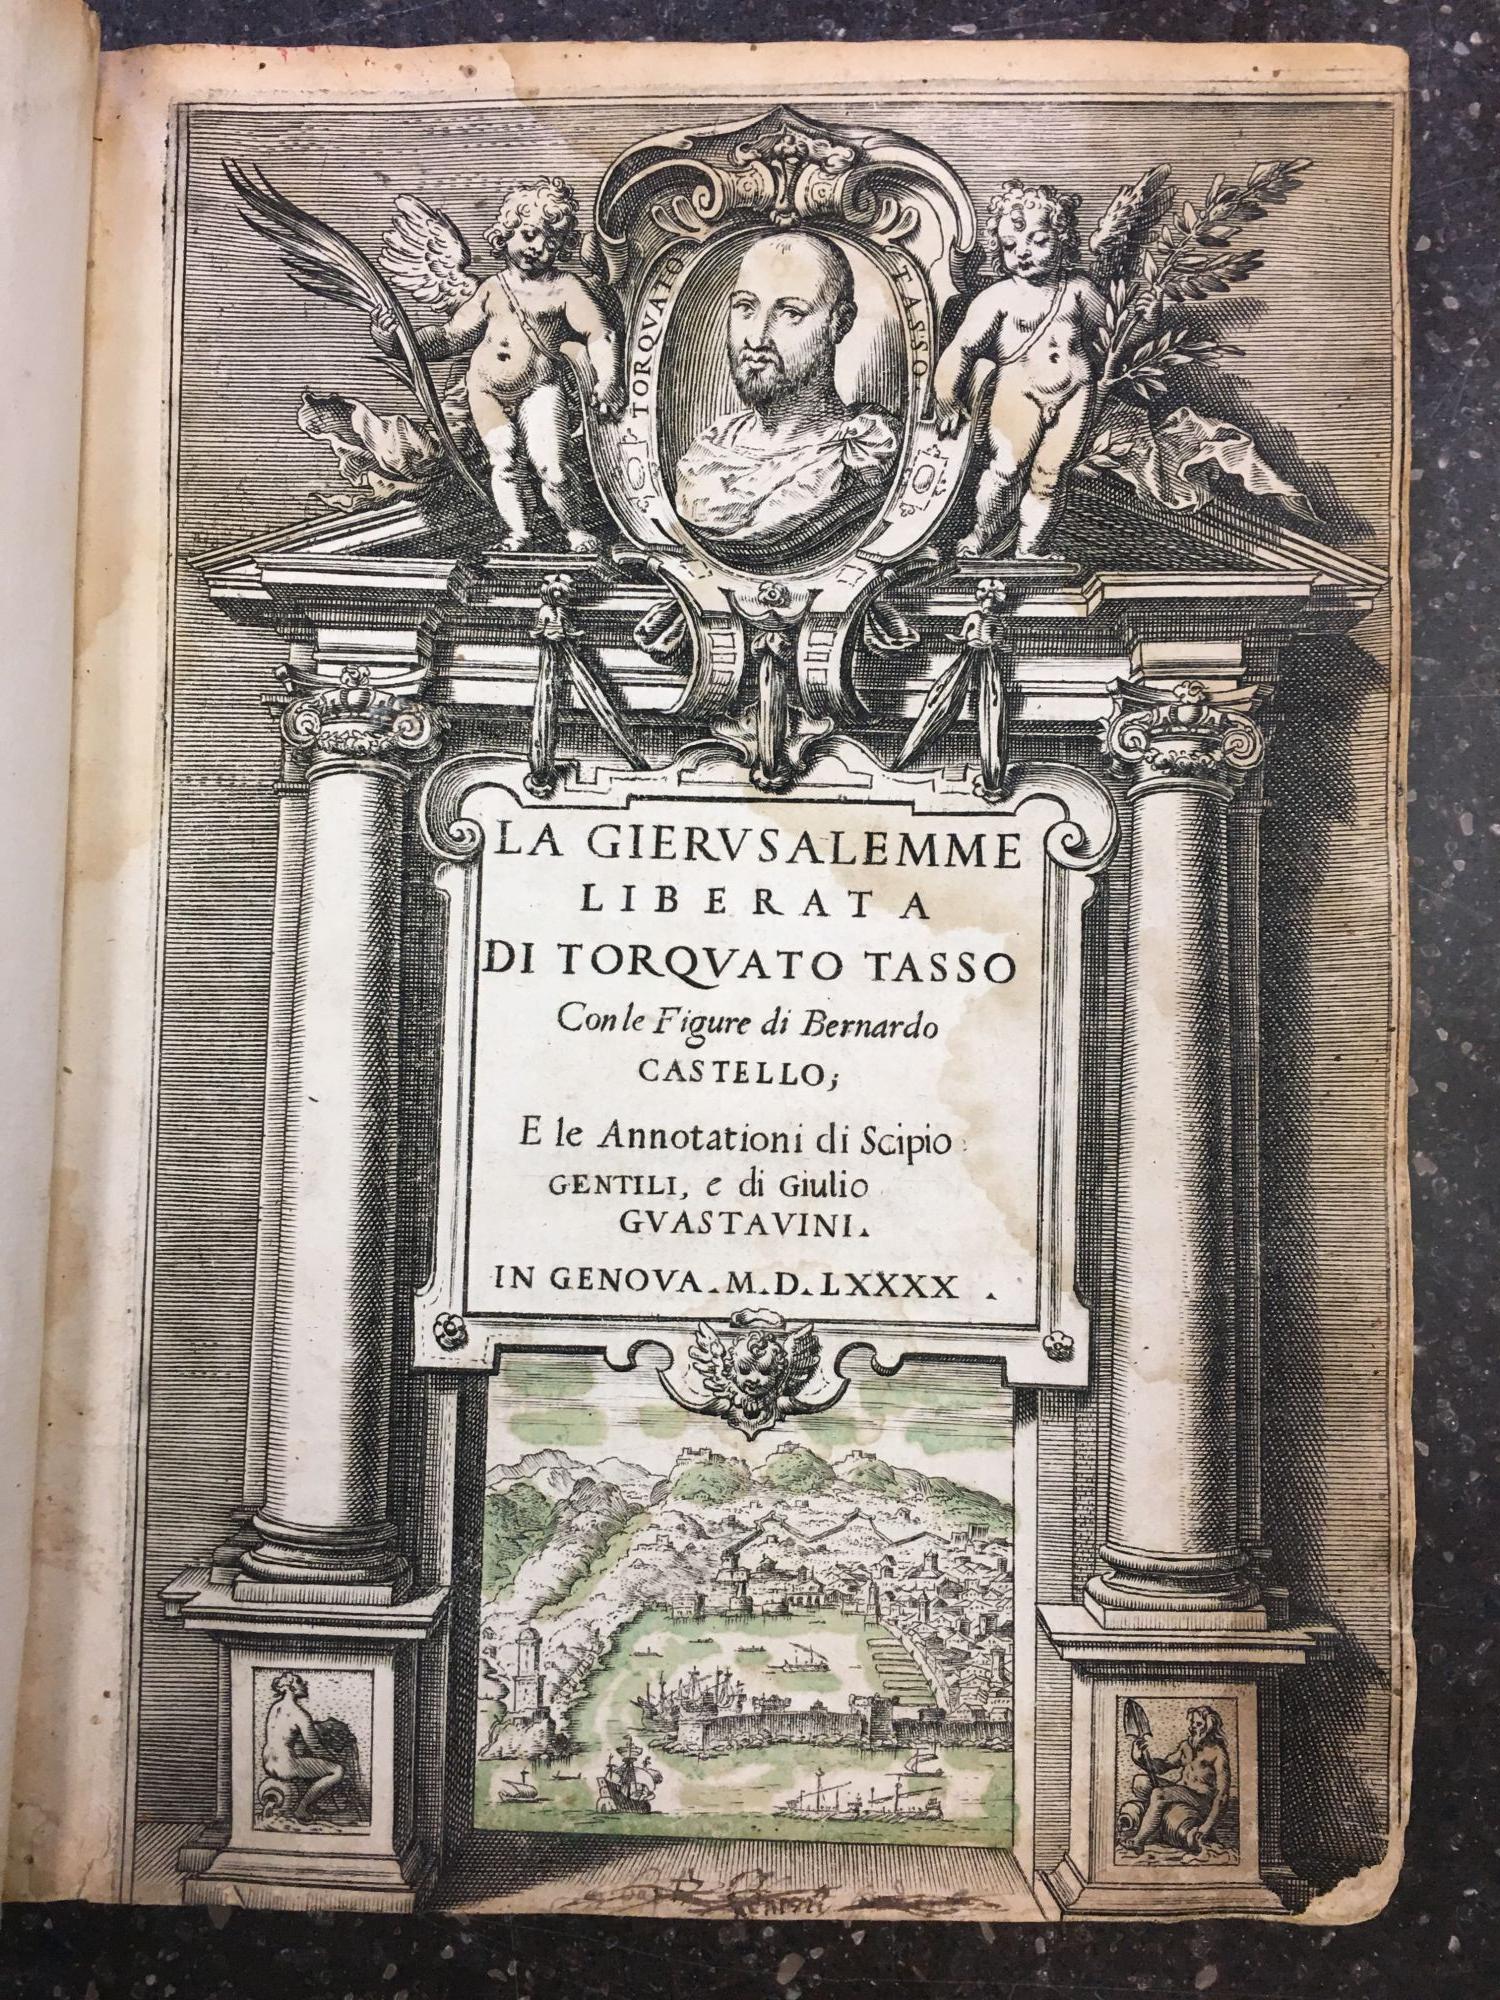 TORQVATO TASSO
LA GIERVSALEMME
LIBERATA
DI TORQVATO TASSO
Con le Figure di Bernardo
CASTELLO;
E le Annotationi di Scipio
GENTILI, e di Giulio
GVASTAVINI.
IN GENOVA. M. D. LXXXX .